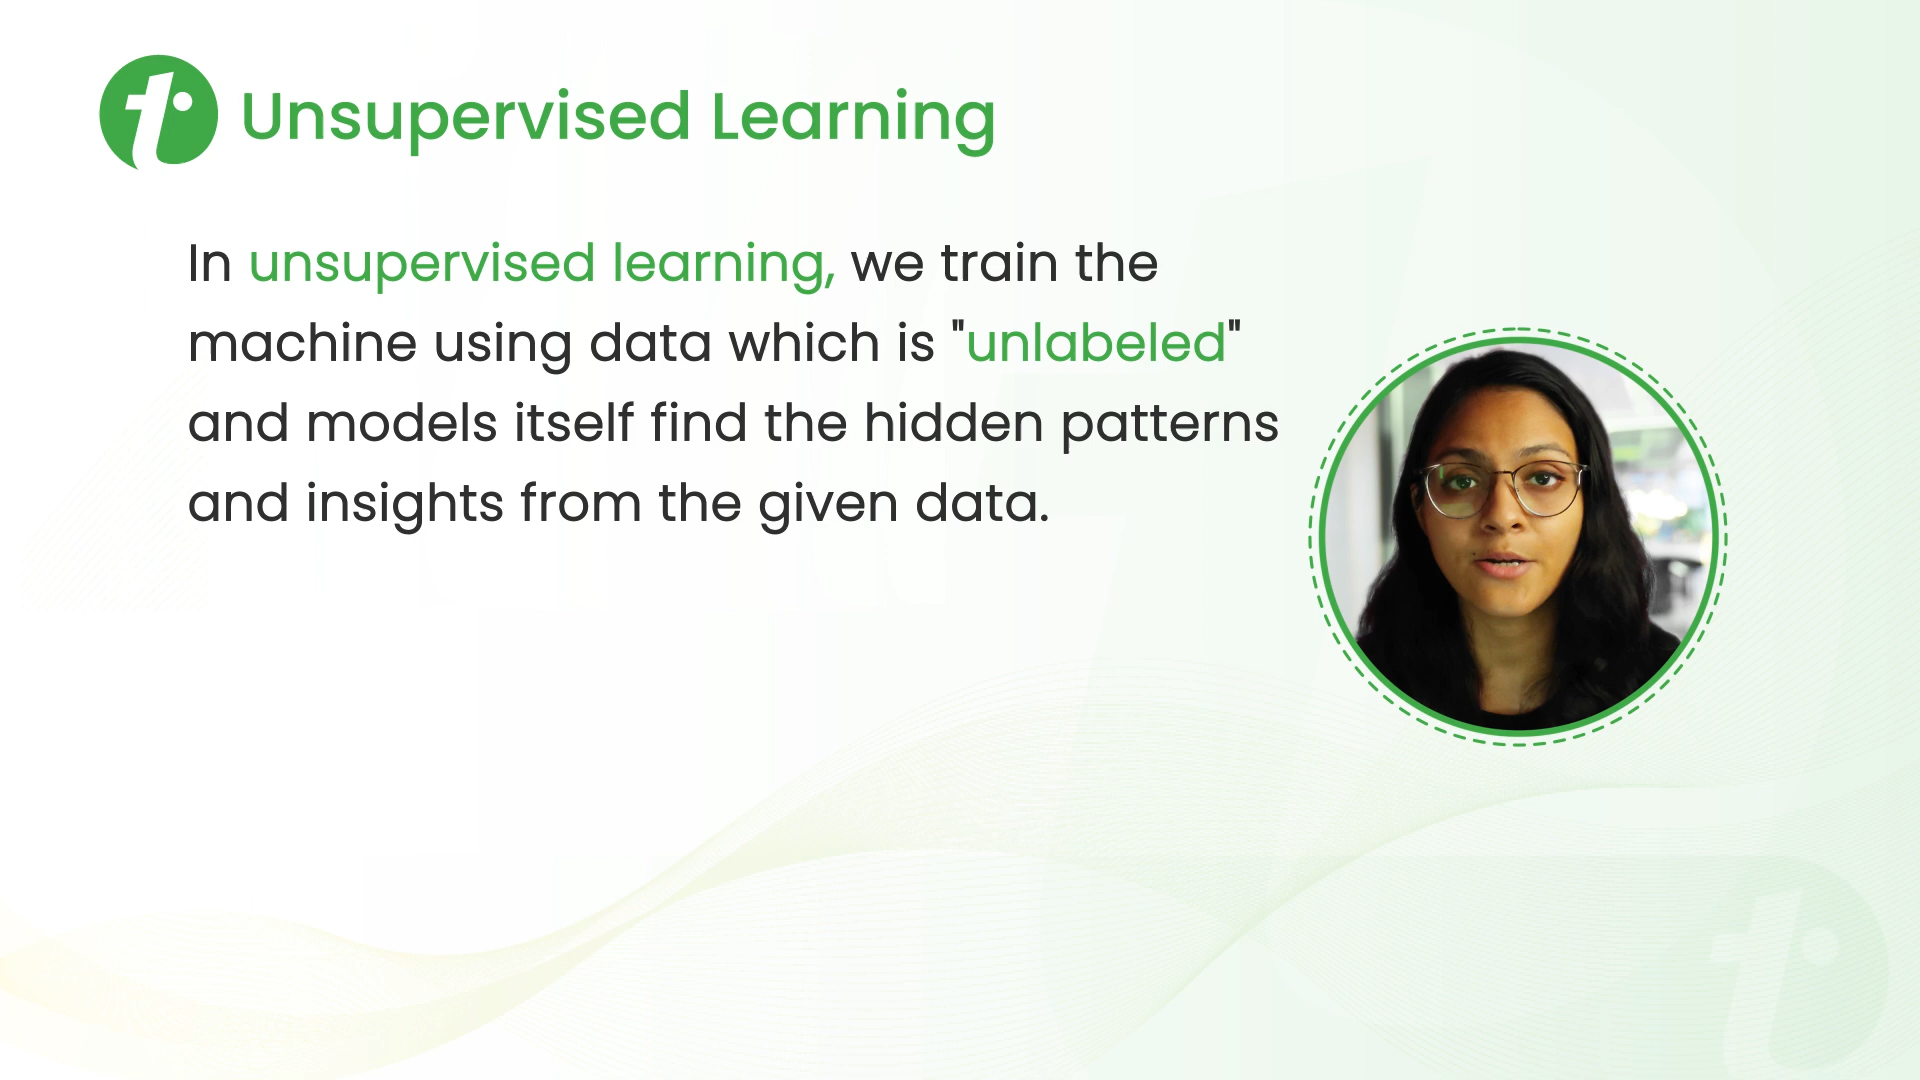 Unsupervised Learning
In unsupervised learning, we train the
machine using data which is "unlabeled"
and models itself find the hidden patterns
and insights from the given data.